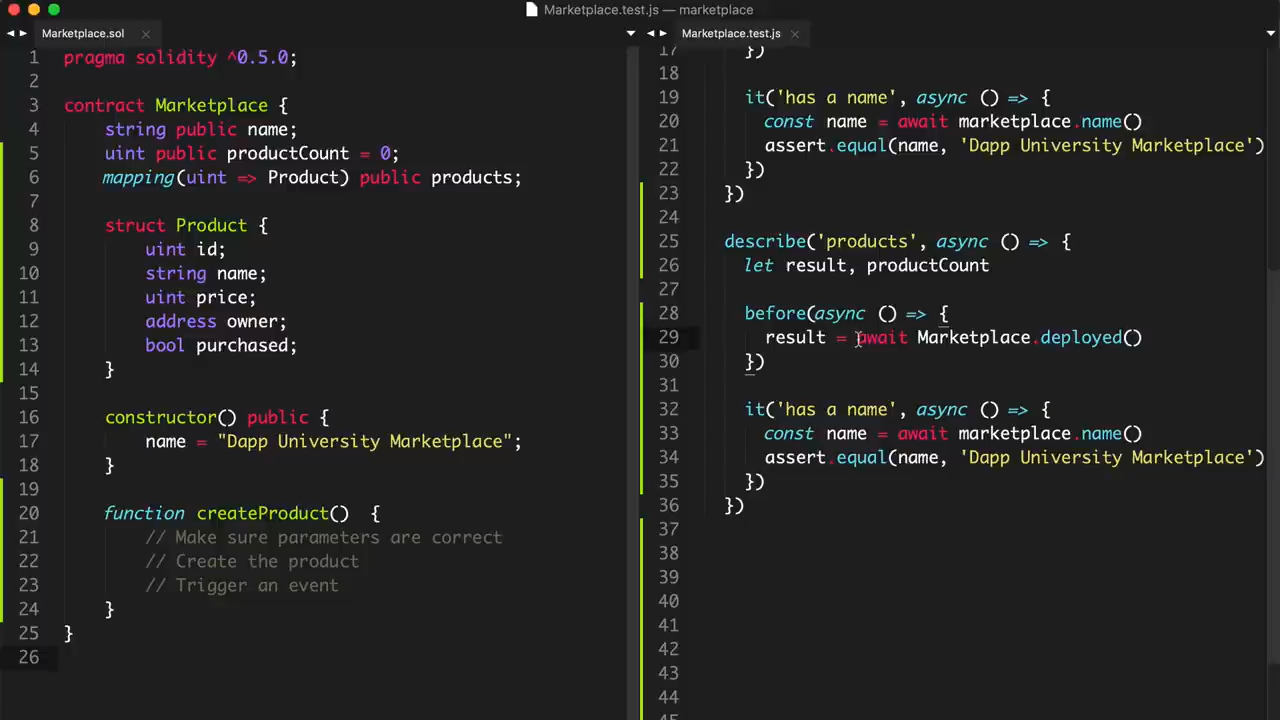 Marketplace.test.js — marketplace
Marketplace.sol
1 pragma solidity ^0.5.0;
2
3 contract Marketplace {
4 string public name;
5 uint public productCount = 0;
6 mapping(uint => Product) public products;
7
8 struct Product {
9 uint id;
10 string name;
11 uint price;
12 address owner;
13 bool purchased;
14 }
15
16 constructor() public {
17 name = "Dapp University Marketplace";
18 }
19
20 function createProduct() {
21 // Make sure parameters are correct
22 // Create the product
23 // Trigger an event
24 }
25 }
26
Marketplace.test.js
17 })
18
19 it('has a name', async () => {
20 const name = await marketplace.name()
21 assert.equal(name, 'Dapp University Marketplace')
22 })
23 })
24
25 describe('products', async () => {
26 let result, productCount
27
28 before(async () => {
29 result = await Marketplace.deployed()
30 })
31
32 it('has a name', async () => {
33 const name = await marketplace.name()
34 assert.equal(name, 'Dapp University Marketplace')
35 })
36 })
37
38
39
40
41
42
43
44
45